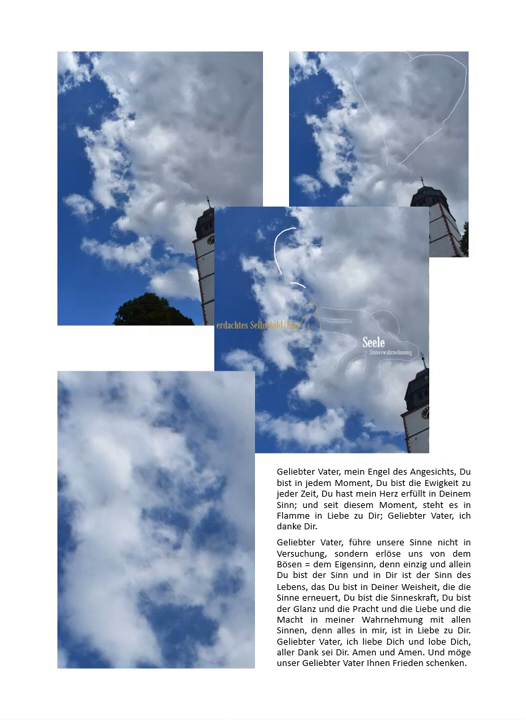 erdachtes
Seele
Sinneswahrnehmung
Geliebter Vater, mein Engel des Angesichts, Du
bist in jedem Moment, Du bist die Ewigkeit zu
jeder Zeit, Du hast mein Herz erfüllt in Deinem
Sinn; und seit diesem Moment, steht es in
Flamme in Liebe zu Dir; Geliebter Vater, ich
danke Dir.
Geliebter Vater, führe unsere Sinne nicht in
Versuchung, sondern erlöse uns von dem
Bösen = dem Eigensinn, denn einzig und allein
Du bist der Sinn und in Dir ist der Sinn des
Lebens, das Du bist in Deiner Weisheit, die die
Sinne erneuert, Du bist die Sinneskraft, Du bist
der Glanz und die Pracht und die Liebe und die
Macht in meiner Wahrnehmung mit allen
Sinnen, denn alles in mir, ist in Liebe zu Dir.
Geliebter Vater, ich liebe Dich und lobe Dich,
aller Dank sei Dir. Amen und Amen. Und möge
unser Geliebter Vater Ihnen Frieden schenken.